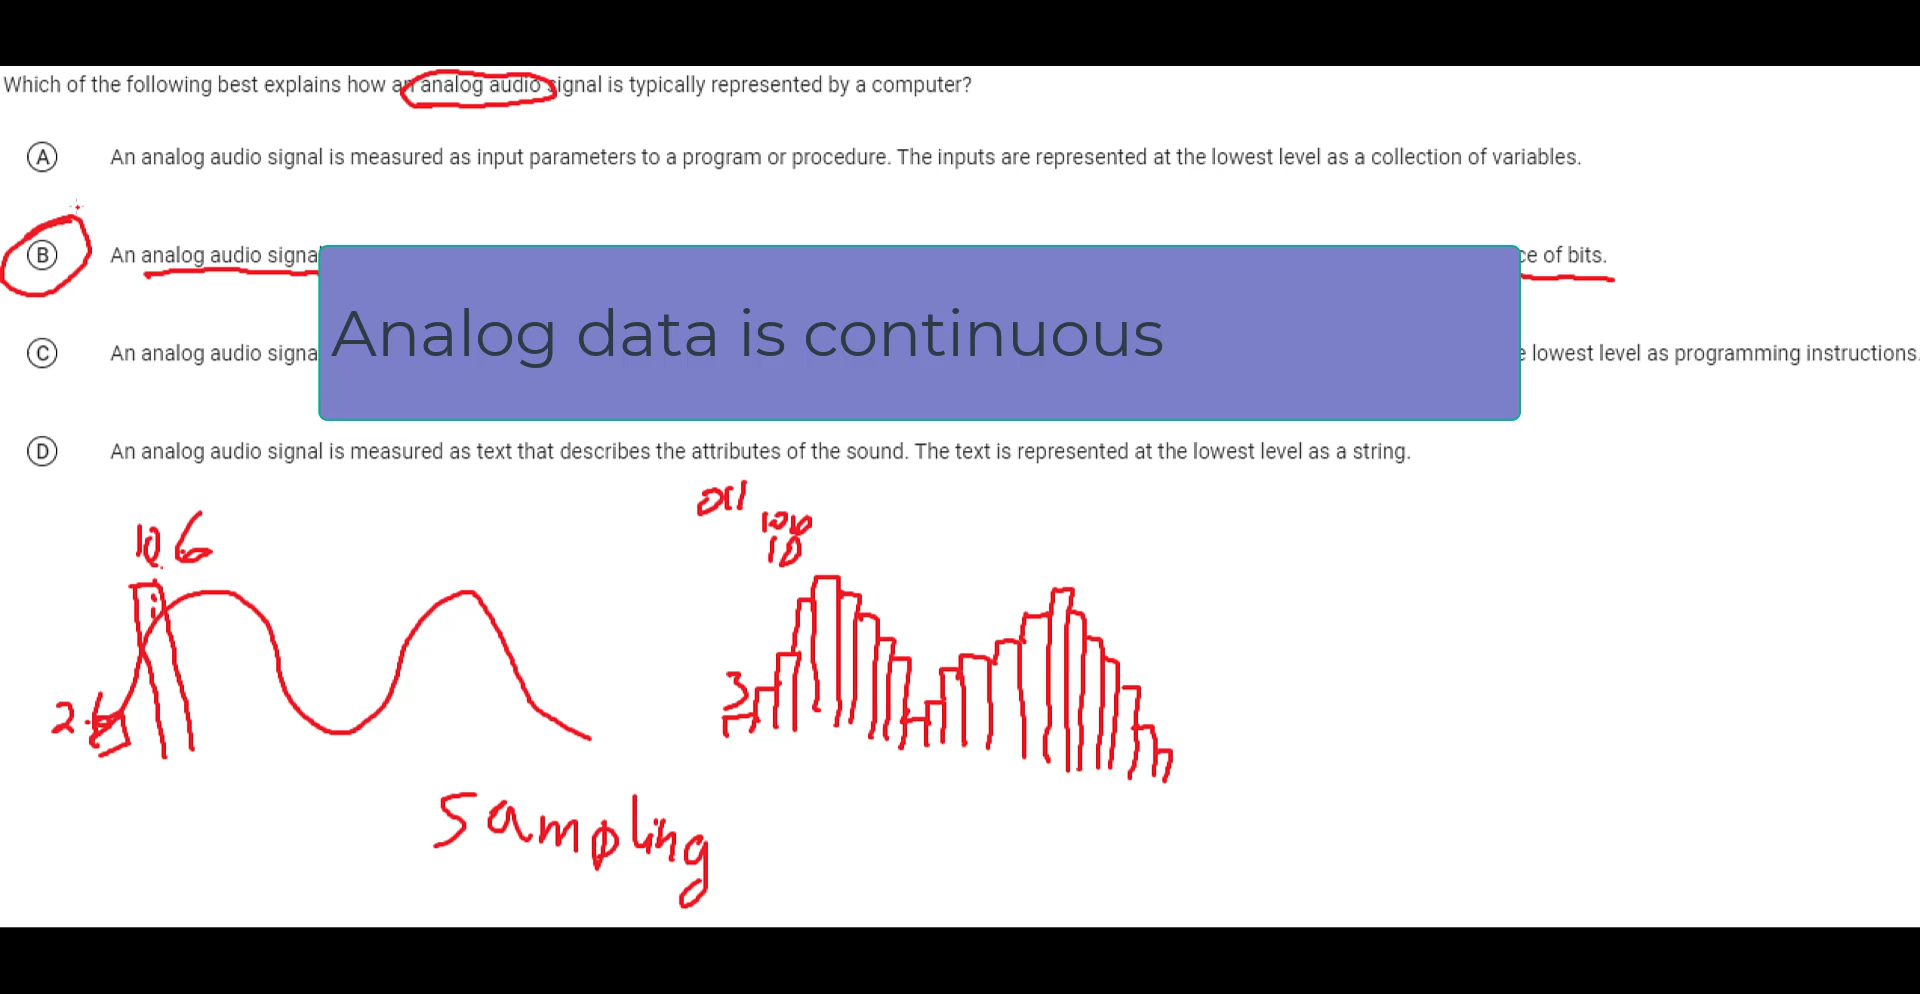 Which of the following best explains how an analog audio signal is typically represented by a computer?
A An analog audio signal is measured as input parameters to a program or procedure. The inputs are represented at the lowest level as a collection of variables.
B An analog audio signa ce of bits.
Analog data is continuous
C An analog audio signa lowest level as programming instructions.
D An analog audio signal is measured as text that describes the attributes of the sound. The text is represented at the lowest level as a string.
10.6
2.6
3
10
sampling